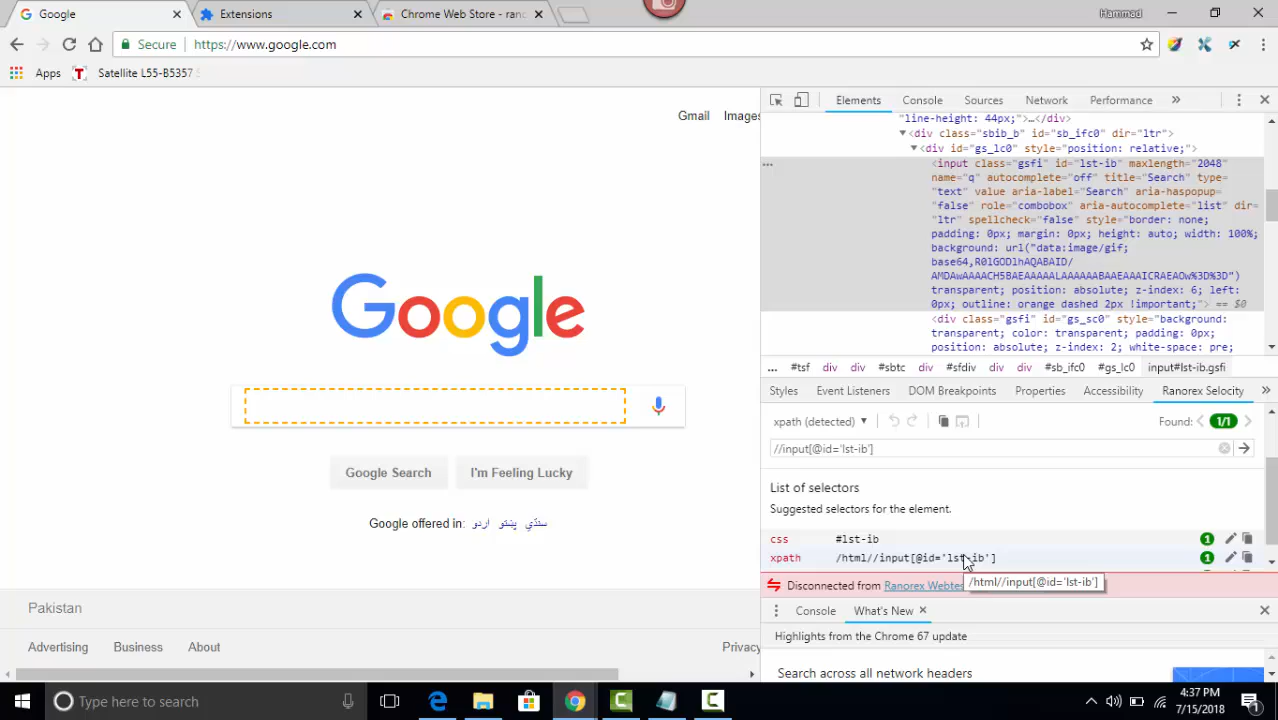 Google
Extensions
Chrome Web Store - ran
Hammad
Secure
https://www.google.com
Apps
Satellite L55-B5357
Gmail
Images
Google
Google Search
I'm Feeling Lucky
Google offered in: اردو پښتو سنڌي
Pakistan
Advertising
Business
About
Privacy
Elements
Console
Sources
Network
Performance
"line-height: 44px;">…</div>
<div class="sbib_b" id="sb_ifc0" dir="ltr">
<div id="gs_lc0" style="position: relative;">
<input class="gsfi" id="lst-ib" maxlength="2048"
name="q" autocomplete="off" title="Search" type=
"text" value aria-label="Search" aria-haspopup=
"false" role="combobox" aria-autocomplete="list" dir=
"ltr" spellcheck="false" style="border: none;
padding: 0px; margin: 0px; height: auto; width: 100%;
background: url("data:image/gif;
base64,R0lGODlhAQABAID/
AMDAwAAAACH5BAEAAAAALAAAAAABAAEAAAICRAEAOw%3D%3D")
transparent; position: absolute; z-index: 6; left:
0px; outline: orange dashed 2px !important;"> == $0
<div class="gsfi" id="gs_sc0" style="background:
transparent; color: transparent; padding: 0px;
position: absolute; z-index: 2; white-space: pre;
... #tsf div div #sbtc div #sfdiv div #sb_ifc0 #gs_lc0 input#lst-ib.gsfi
Styles
Event Listeners
DOM Breakpoints
Properties
Accessibility
Ranorex Selocity
xpath (detected)
Found:
1/1
//input[@id='lst-ib']
List of selectors
Suggested selectors for the element.
css #lst-ib 1
xpath /html//input[@id='lst-ib'] 1
/html//input[@id='lst-ib']
Disconnected from Ranorex Webtes
Console
What's New
Highlights from the Chrome 67 update
Search across all network headers
Type here to search
4:37 PM
7/15/2018